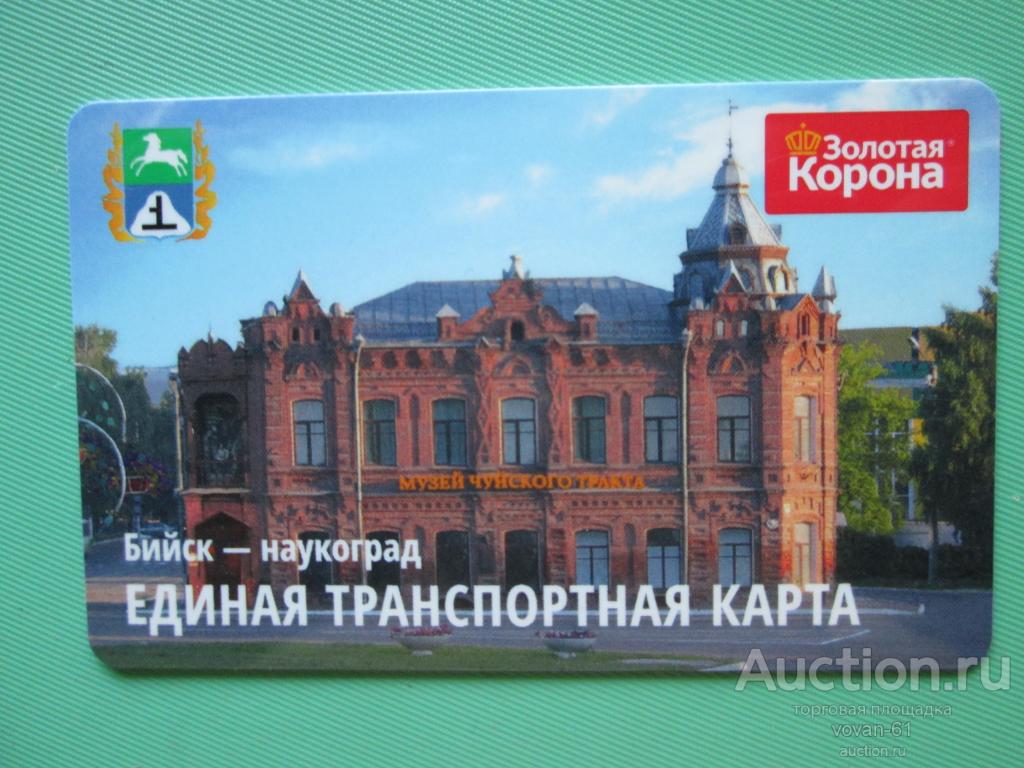 Золотая
Корона
МУЗЕЙ ЧУЙСКОГО ТРАКТА
Бийск — наукоград
ЕДИНАЯ ТРАНСПОРТНАЯ КАРТА
Auction.ru
торговая площадка
vovan-61
auction.ru